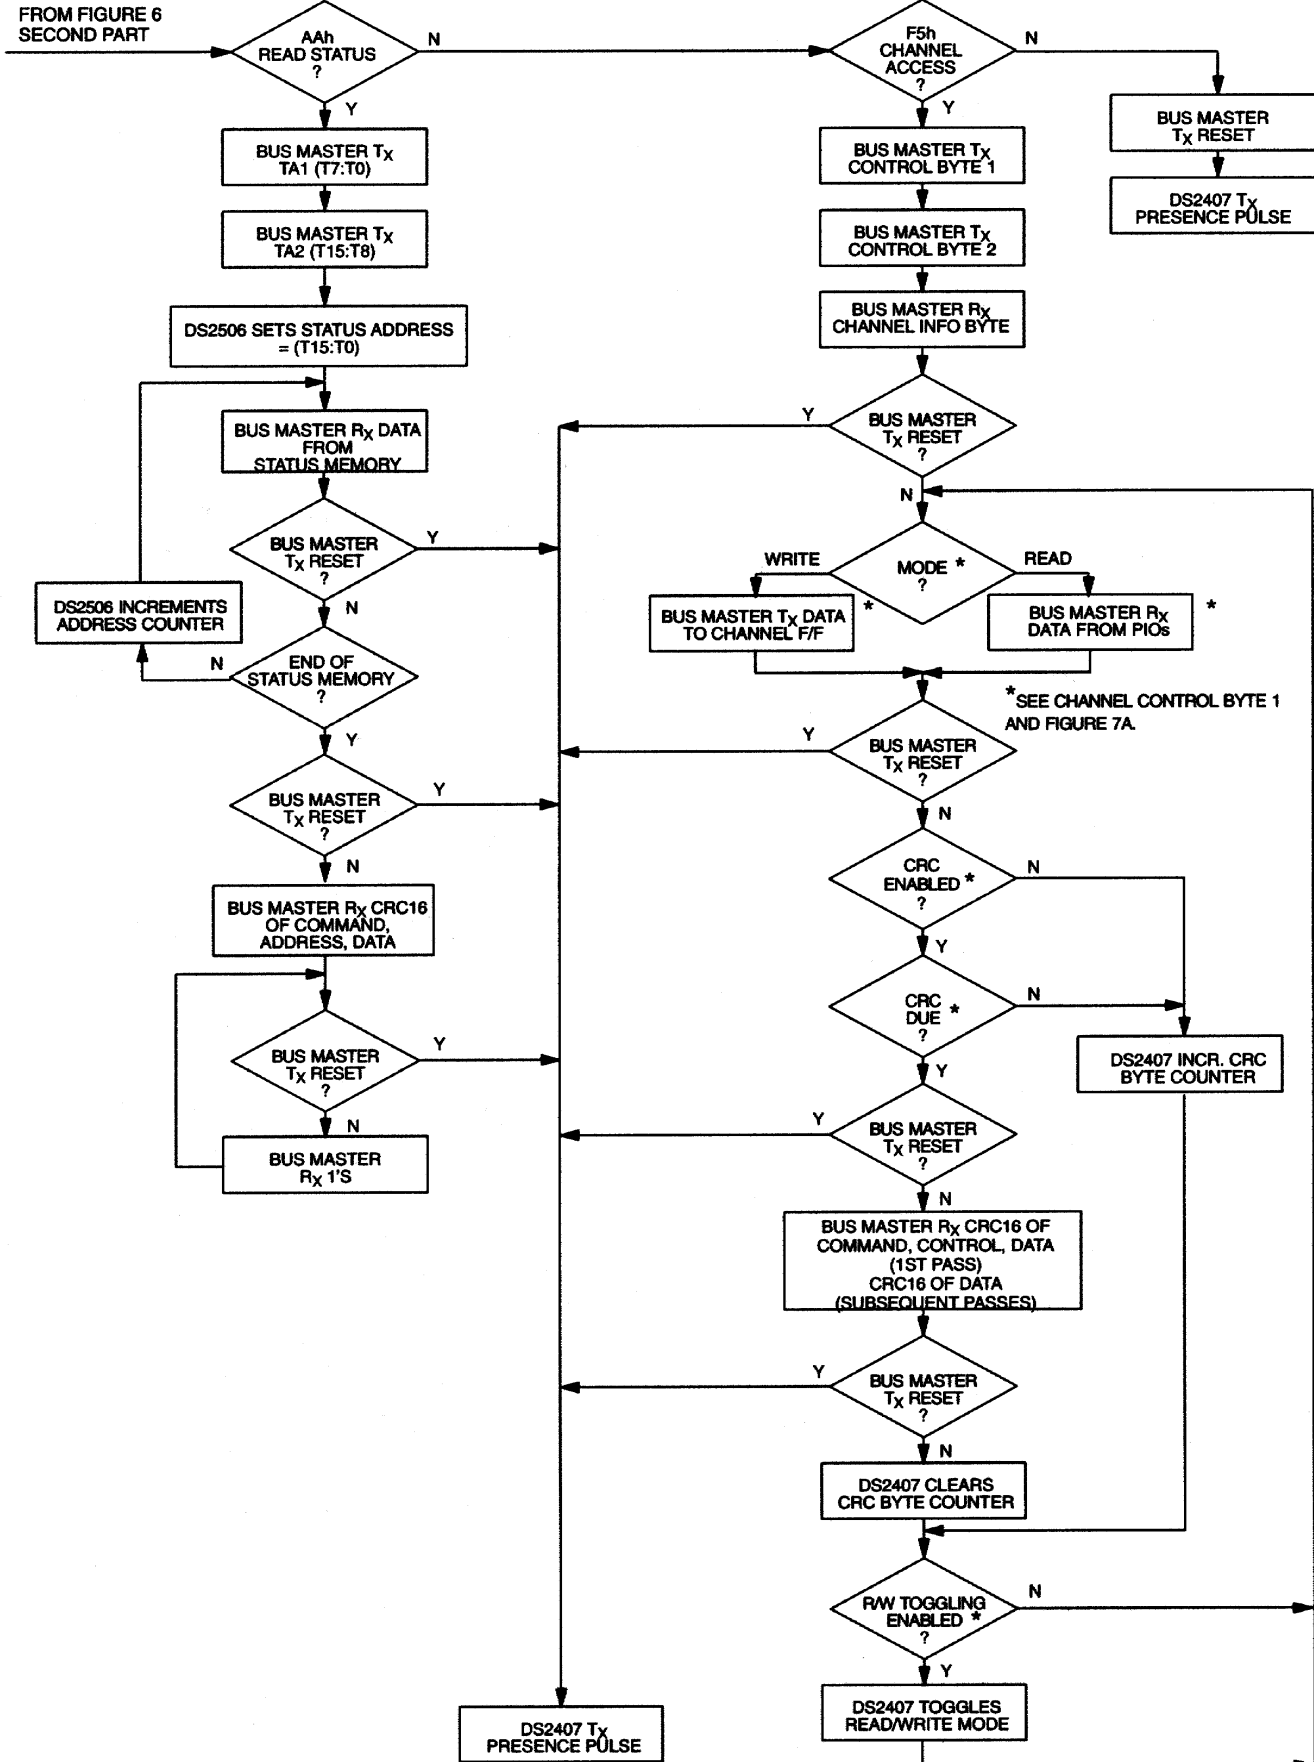 FROM FIGURE 6
SECOND PART
AAh
READ STATUS
?
N
Y
BUS MASTER TX
TA1 (T7:T0)
BUS MASTER TX
TA2 (T15:T8)
DS2506 SETS STATUS ADDRESS
= (T15:T0)
BUS MASTER RX DATA
FROM
STATUS MEMORY
BUS MASTER
TX RESET
?
Y
N
DS2506 INCREMENTS
ADDRESS COUNTER
END OF
STATUS MEMORY
?
N
Y
BUS MASTER
TX RESET
?
Y
N
BUS MASTER RX CRC16
OF COMMAND,
ADDRESS, DATA
BUS MASTER
TX RESET
?
Y
N
BUS MASTER
RX 1'S
F5h
CHANNEL
ACCESS
?
N
Y
BUS MASTER
TX RESET
DS2407 TX
PRESENCE PULSE
BUS MASTER TX
CONTROL BYTE 1
BUS MASTER TX
CONTROL BYTE 2
BUS MASTER RX
CHANNEL INFO BYTE
BUS MASTER
TX RESET
?
Y
N
MODE *
?
WRITE
READ
BUS MASTER TX DATA
TO CHANNEL F/F
*
BUS MASTER RX
DATA FROM PIOs
*
*SEE CHANNEL CONTROL BYTE 1
AND FIGURE 7A.
BUS MASTER
TX RESET
?
Y
N
CRC
ENABLED *
?
N
Y
CRC
DUE *
?
N
Y
DS2407 INCR. CRC
BYTE COUNTER
BUS MASTER
TX RESET
?
Y
N
BUS MASTER RX CRC16 OF
COMMAND, CONTROL, DATA
(1ST PASS)
CRC16 OF DATA
(SUBSEQUENT PASSES)
BUS MASTER
TX RESET
?
Y
N
DS2407 CLEARS
CRC BYTE COUNTER
R/W TOGGLING
ENABLED *
?
N
Y
DS2407 TOGGLES
READ/WRITE MODE
DS2407 TX
PRESENCE PULSE